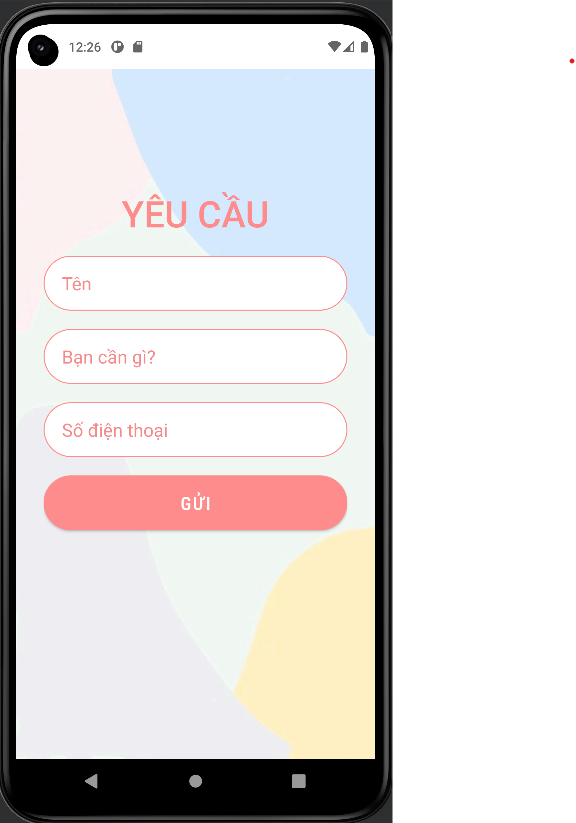 12:26
YÊU CẦU
Tên
Bạn cần gì?
Số điện thoại
GỬI